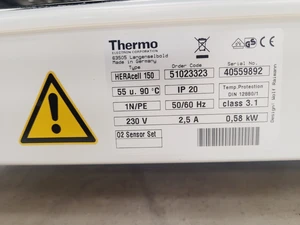 Thermo
ELECTRON CORPORATION
63505 Langenselbold
Made in Germany
Type
Order Code
Serial No.
HERAcell 150
51023323
40559892
55 u. 90 °C
IP 20
Temp.Protection
DIN 12880/1
1N/PE
50/60 Hz
class 3.1
230 V
2,5 A
0,58 kW
O2 Sensor Set
Design: Held